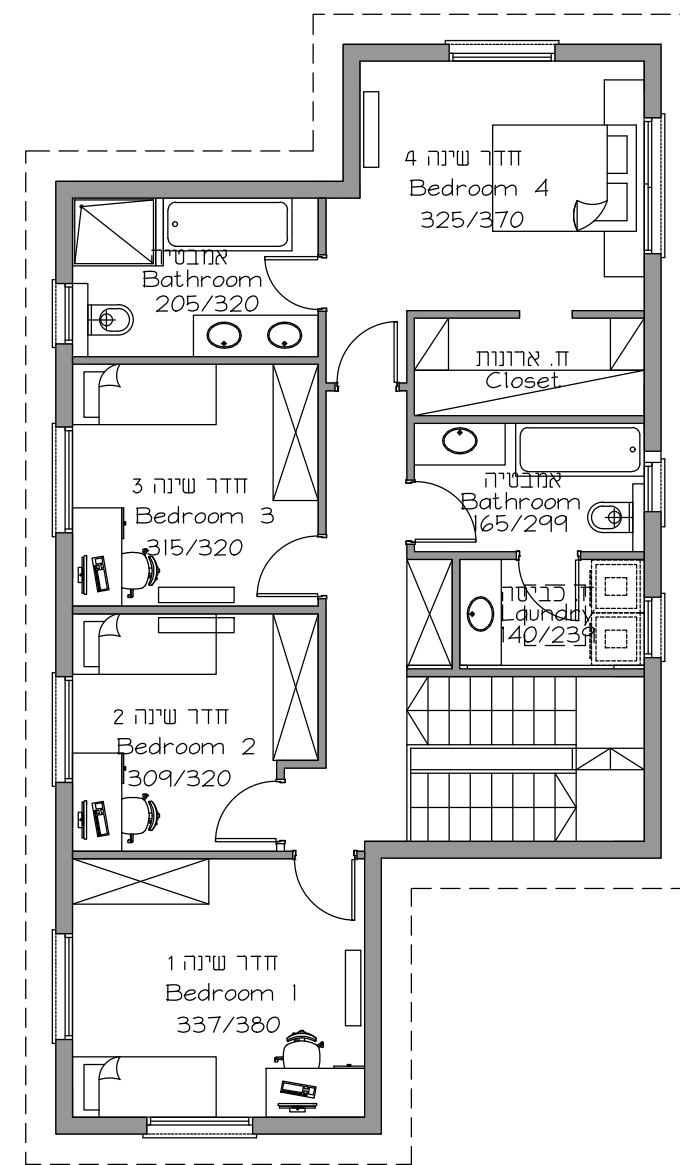 חדר שינה 4
Bedroom 4
325/370
אמבטיה
Bathroom
205/320
ח. ארונות
Closet
חדר שינה 3
Bedroom 3
315/320
אמבטיה
Bathroom
165/299
ח. כביסה
Laundry
140/239
חדר שינה 2
Bedroom 2
309/320
חדר שינה 1
Bedroom 1
337/380